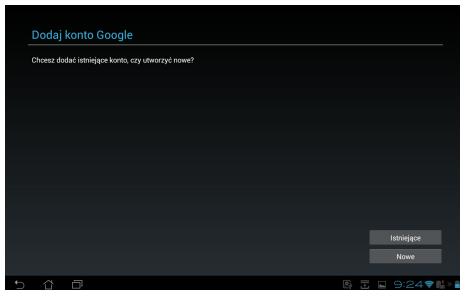 Dodaj konto Google
Chcesz dodać istniejące konto, czy utworzyć nowe?
Istniejące
Nowe
9:24